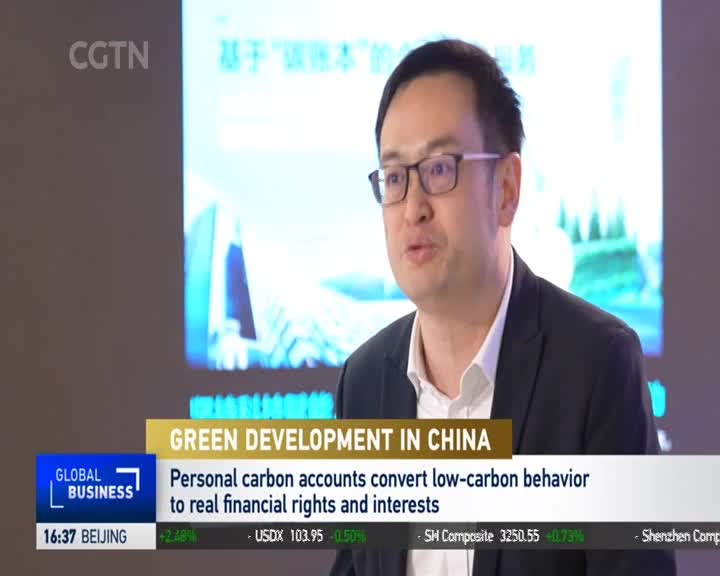 CGTN
基于"碳账本"的
GREEN DEVELOPMENT IN CHINA
GLOBAL
BUSINESS
Personal carbon accounts convert low-carbon behavior
to real financial rights and interests
16:37 BEIJING
+2.48% - USDX 103.95 -0.50% - SH Composite 3250.55 +0.73% - Shenzhen Comp